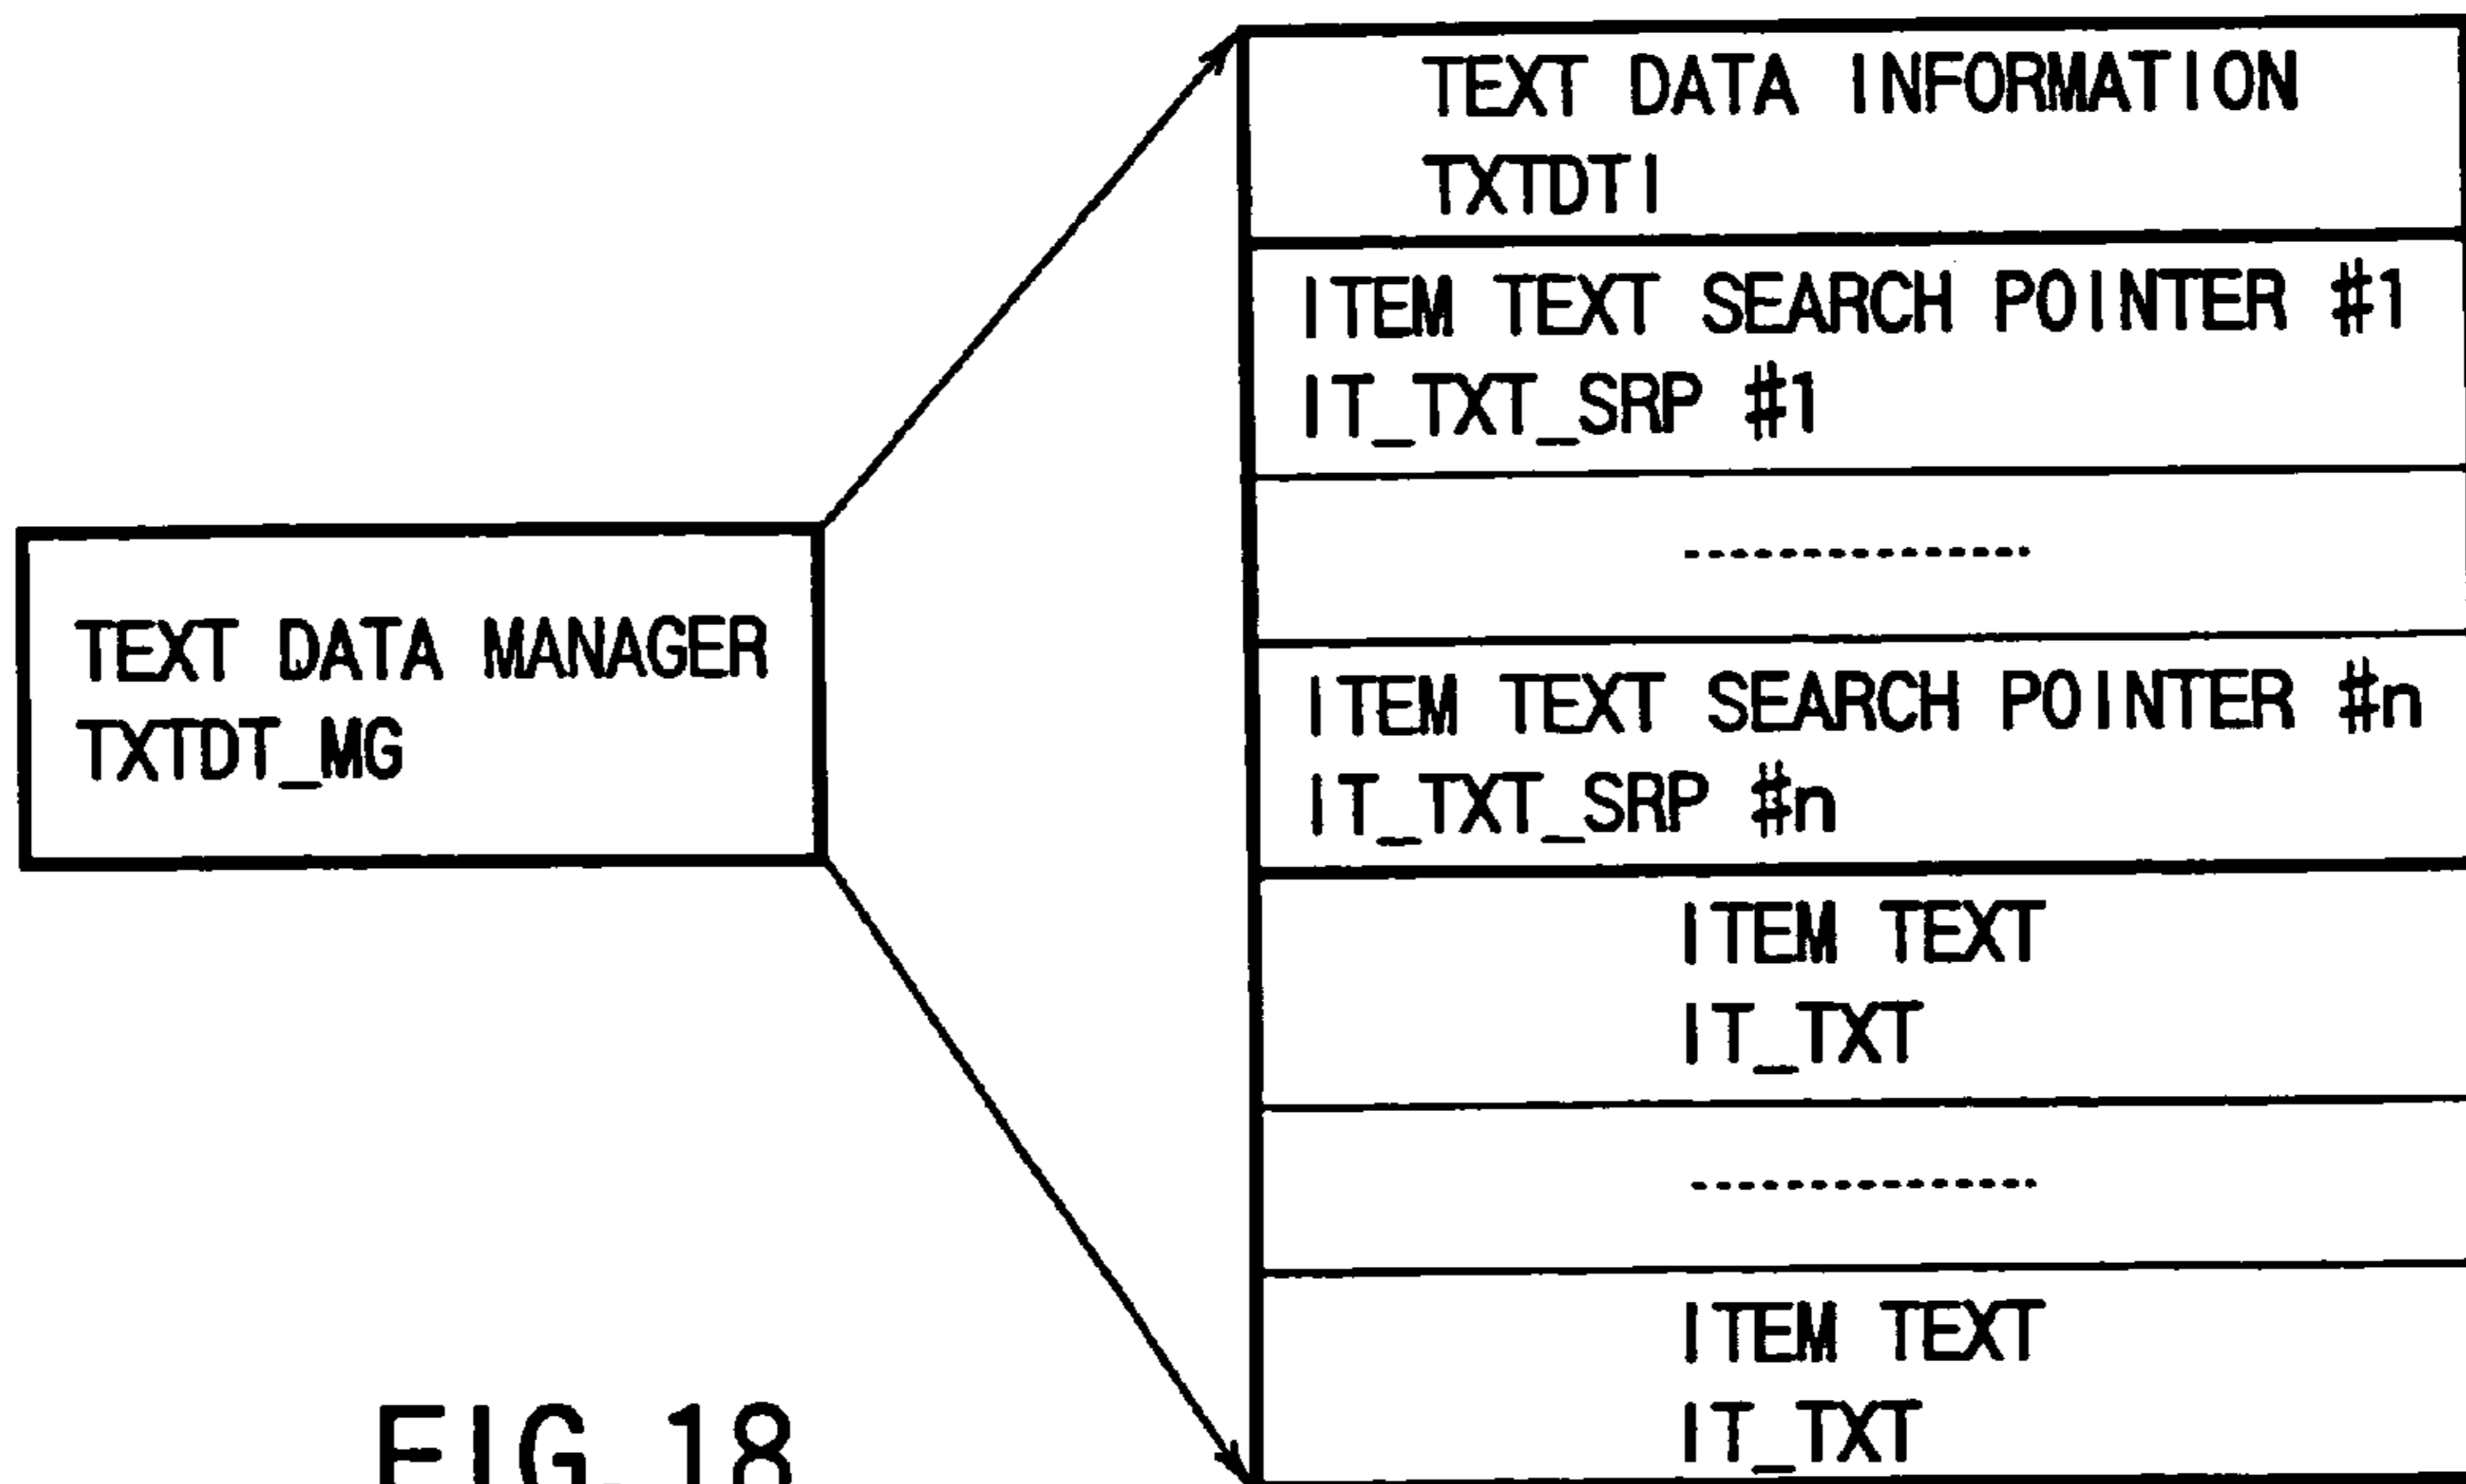 TEXT DATA MANAGER
TXTDT_MG
TEXT DATA INFORMATION
TXTDTI
ITEM TEXT SEARCH POINTER #1
IT_TXT_SRP #1
---------------
ITEM TEXT SEARCH POINTER #n
IT_TXT_SRP #n
ITEM TEXT
IT_TXT
---------------
ITEM TEXT
IT_TXT
FIG. 18